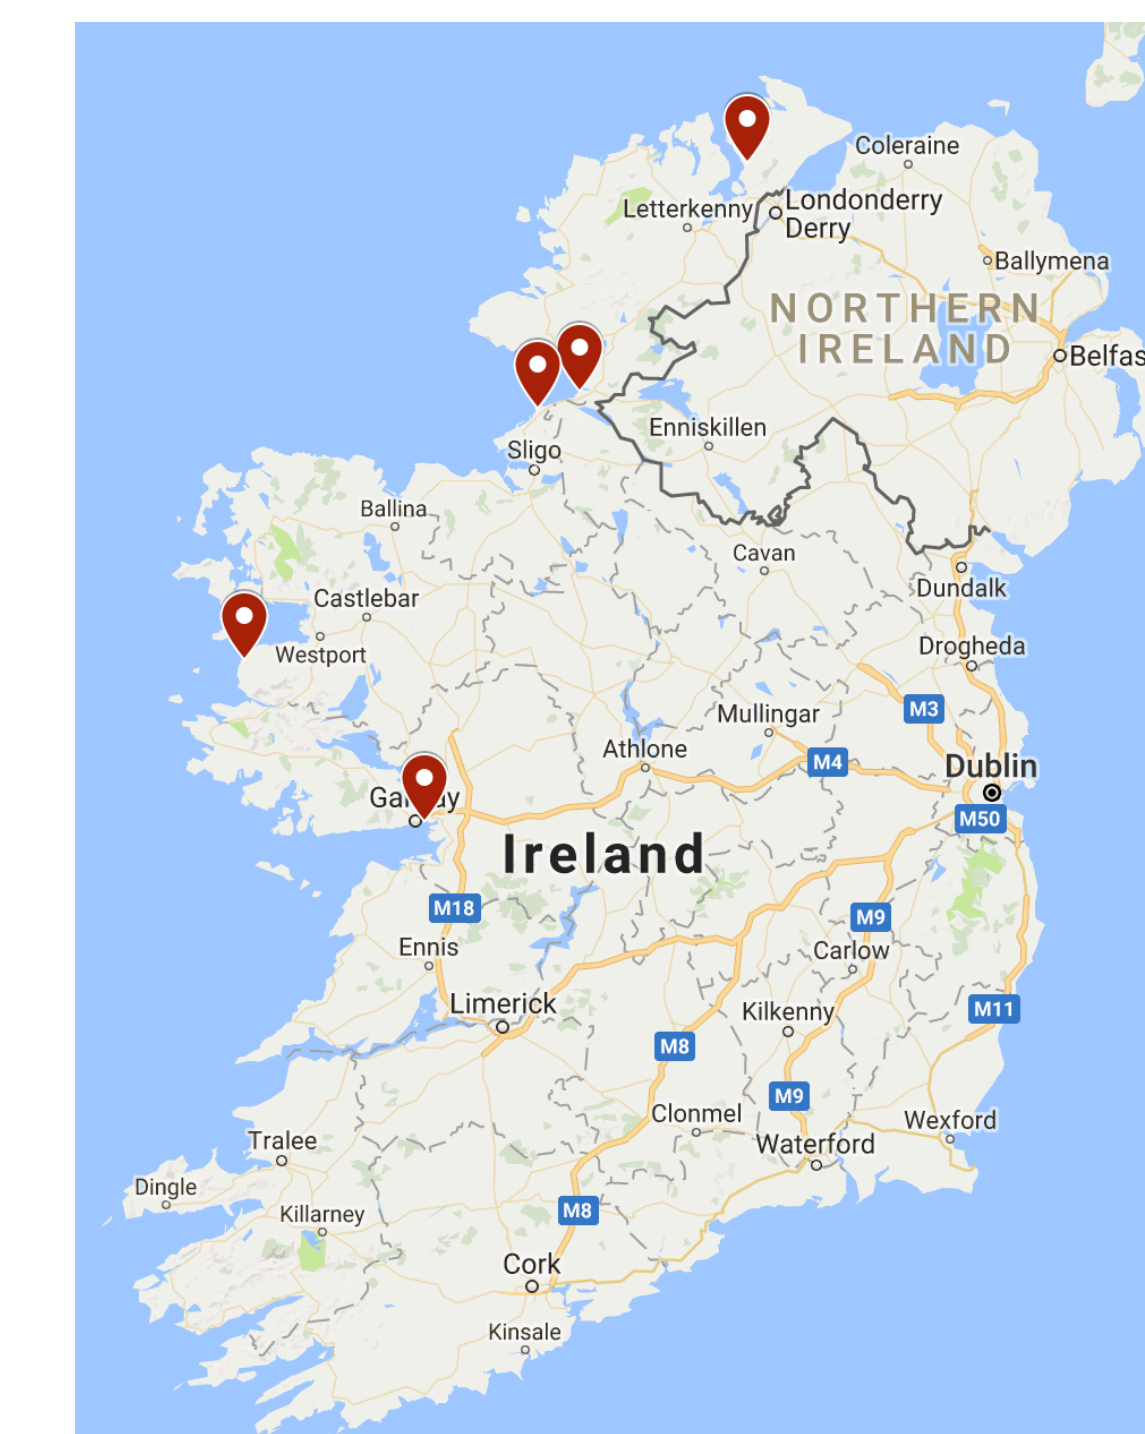 Coleraine
Londonderry
Derry
Letterkenny
Ballymena
NORTHERN
IRELAND
Belfas
Enniskillen
Sligo
Ballina
Cavan
Dundalk
Castlebar
Westport
Drogheda
M3
Mullingar
Athlone
M4
Dublin
M50
Ireland
M18
M9
Ennis
Carlow
Limerick
Kilkenny
M11
M8
M9
Clonmel
Wexford
Tralee
Waterford
Dingle
Killarney
M8
Cork
Kinsale